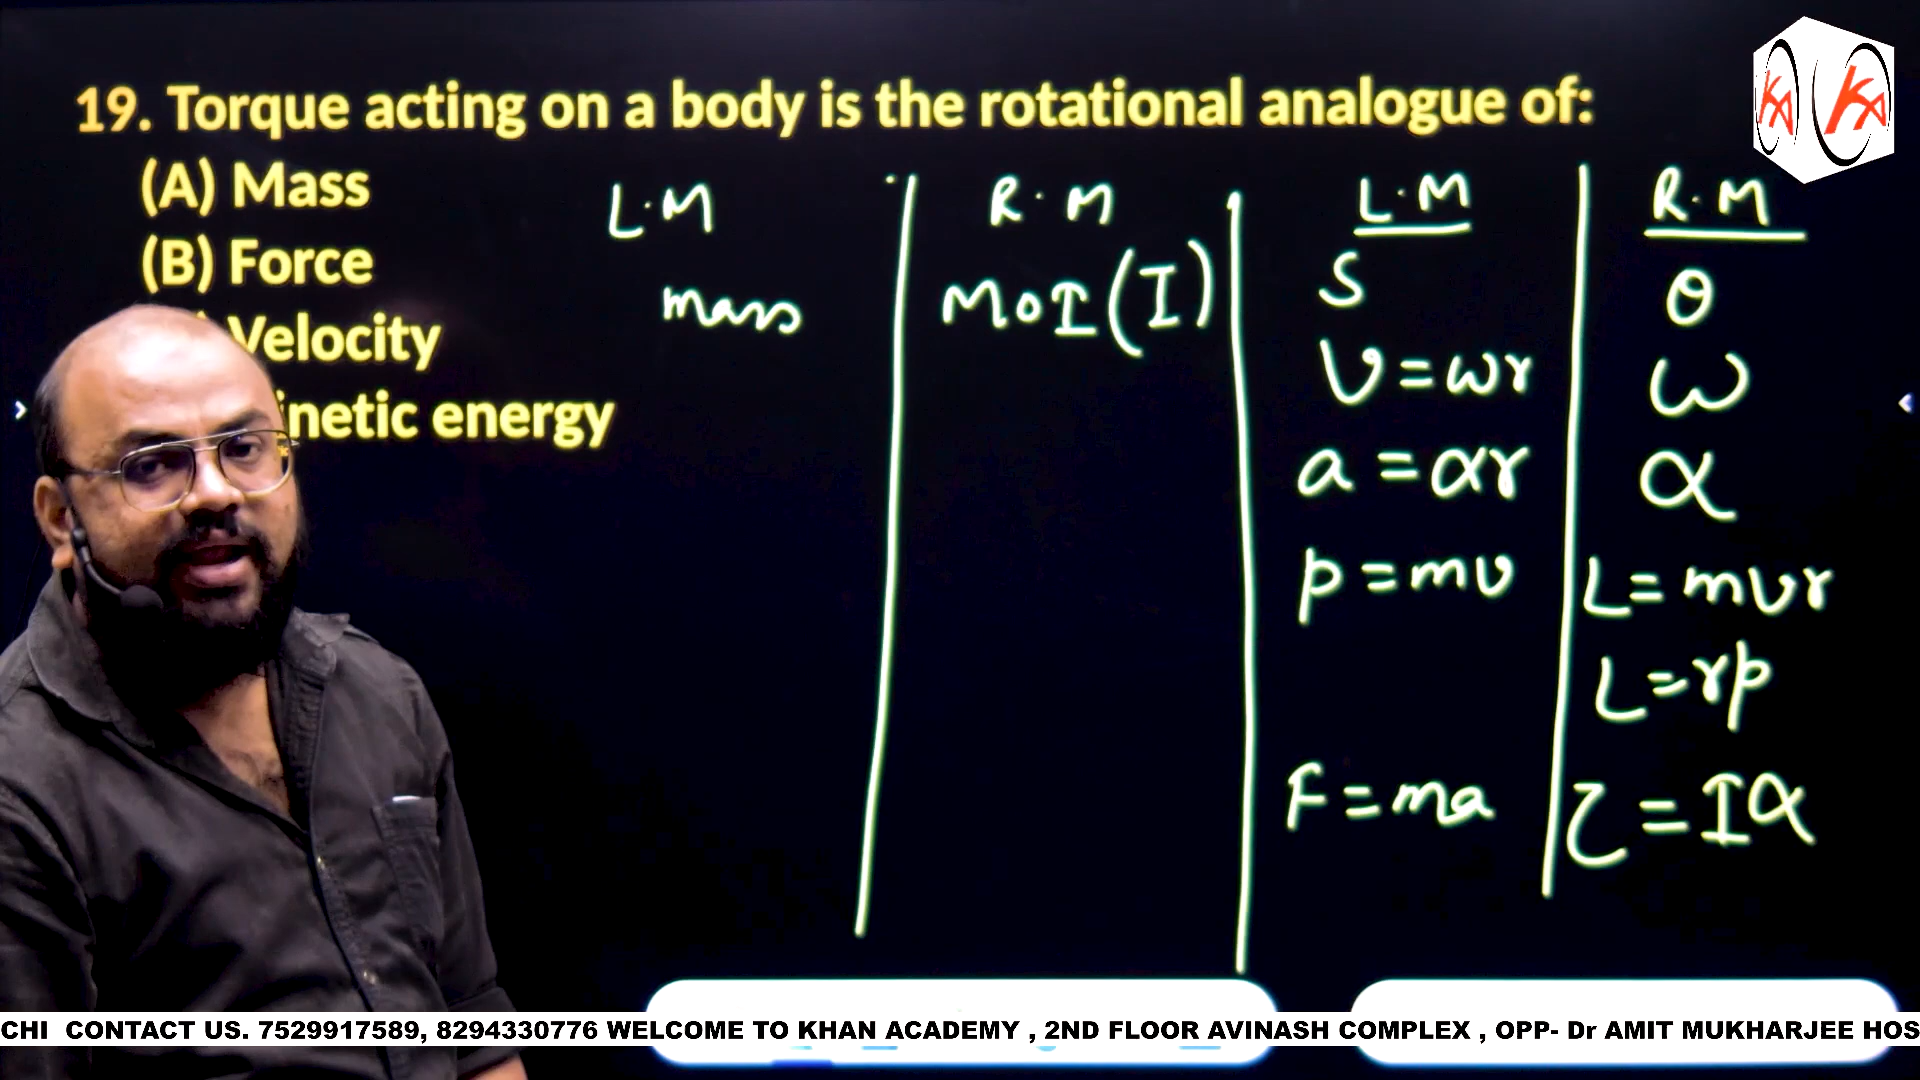 19. Torque acting on a body is the rotational analogue of:
(A) Mass
(B) Force
Velocity
inetic energy
L.M
R.M
L.M
R.M
mass
MOI (I)
S
θ
v = ωr
ω
a = αr
α
p = mv
L = mvr
L = rp
F = ma
τ = Iα
KA
KA
CHI CONTACT US. 7529917589, 8294330776 WELCOME TO KHAN ACADEMY , 2ND FLOOR AVINASH COMPLEX , OPP- Dr AMIT MUKHARJEE HOS